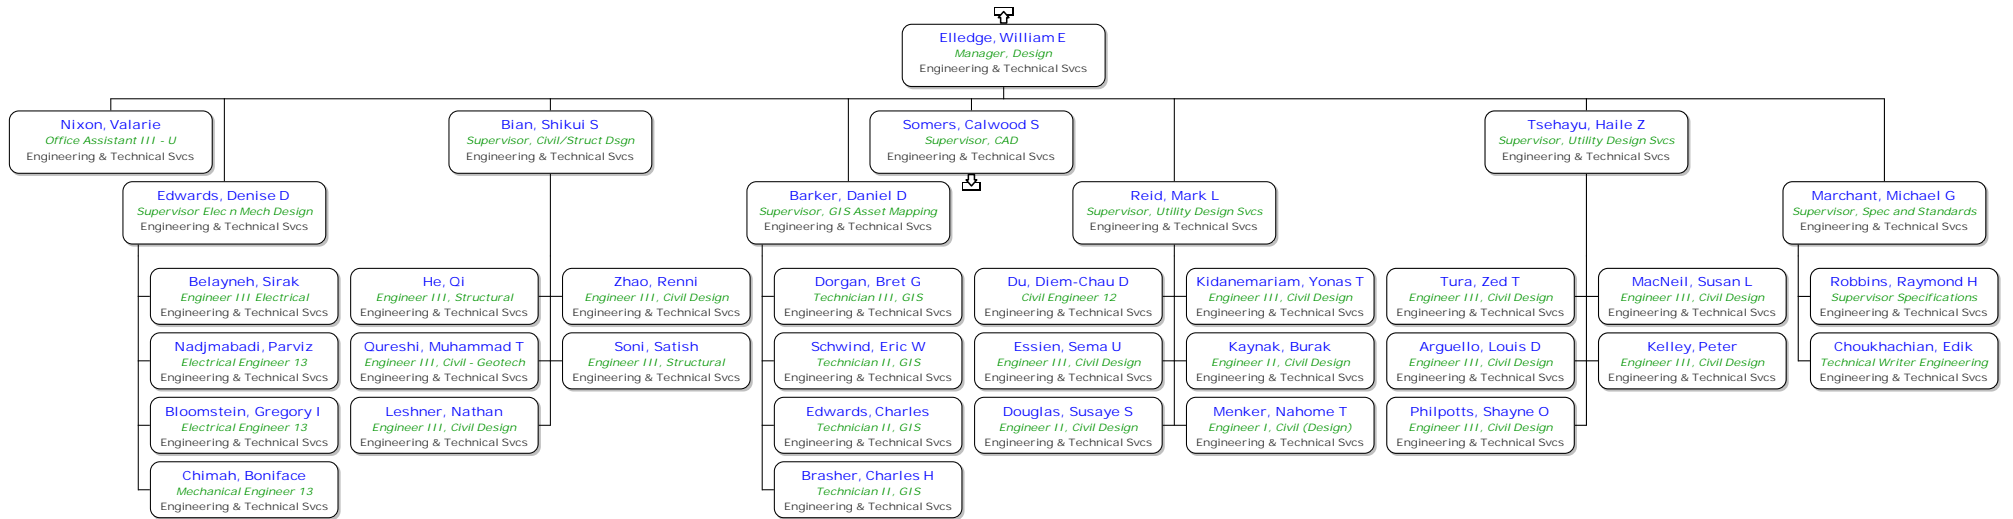 Elledge, William E
Manager, Design
Engineering & Technical Svcs
Nixon, Valarie
Office Assistant III - U
Engineering & Technical Svcs
Bian, Shikui S
Supervisor, Civil/Struct Dsgn
Engineering & Technical Svcs
Somers, Calwood S
Supervisor, CAD
Engineering & Technical Svcs
Tsehayu, Haile Z
Supervisor, Utility Design Svcs
Engineering & Technical Svcs
Edwards, Denise D
Supervisor Elec n Mech Design
Engineering & Technical Svcs
Barker, Daniel D
Supervisor, GIS Asset Mapping
Engineering & Technical Svcs
Reid, Mark L
Supervisor, Utility Design Svcs
Engineering & Technical Svcs
Marchant, Michael G
Supervisor, Spec and Standards
Engineering & Technical Svcs
Belayneh, Sirak
Engineer III Electrical
Engineering & Technical Svcs
He, Qi
Engineer III, Structural
Engineering & Technical Svcs
Zhao, Renni
Engineer III, Civil Design
Engineering & Technical Svcs
Dorgan, Bret G
Technician III, GIS
Engineering & Technical Svcs
Du, Diem-Chau D
Civil Engineer 12
Engineering & Technical Svcs
Kidanemariam, Yonas T
Engineer III, Civil Design
Engineering & Technical Svcs
Tura, Zed T
Engineer III, Civil Design
Engineering & Technical Svcs
MacNeil, Susan L
Engineer III, Civil Design
Engineering & Technical Svcs
Robbins, Raymond H
Supervisor Specifications
Engineering & Technical Svcs
Nadjmabadi, Parviz
Electrical Engineer 13
Engineering & Technical Svcs
Qureshi, Muhammad T
Engineer III, Civil - Geotech
Engineering & Technical Svcs
Soni, Satish
Engineer III, Structural
Engineering & Technical Svcs
Schwind, Eric W
Technician II, GIS
Engineering & Technical Svcs
Essien, Sema U
Engineer III, Civil Design
Engineering & Technical Svcs
Kaynak, Burak
Engineer II, Civil Design
Engineering & Technical Svcs
Arguello, Louis D
Engineer III, Civil Design
Engineering & Technical Svcs
Kelley, Peter
Engineer III, Civil Design
Engineering & Technical Svcs
Choukhachian, Edik
Technical Writer Engineering
Engineering & Technical Svcs
Bloomstein, Gregory I
Electrical Engineer 13
Engineering & Technical Svcs
Leshner, Nathan
Engineer III, Civil Design
Engineering & Technical Svcs
Edwards, Charles
Technician II, GIS
Engineering & Technical Svcs
Douglas, Susaye S
Engineer II, Civil Design
Engineering & Technical Svcs
Menker, Nahome T
Engineer I, Civil (Design)
Engineering & Technical Svcs
Philpotts, Shayne O
Engineer III, Civil Design
Engineering & Technical Svcs
Chimah, Boniface
Mechanical Engineer 13
Engineering & Technical Svcs
Brasher, Charles H
Technician II, GIS
Engineering & Technical Svcs